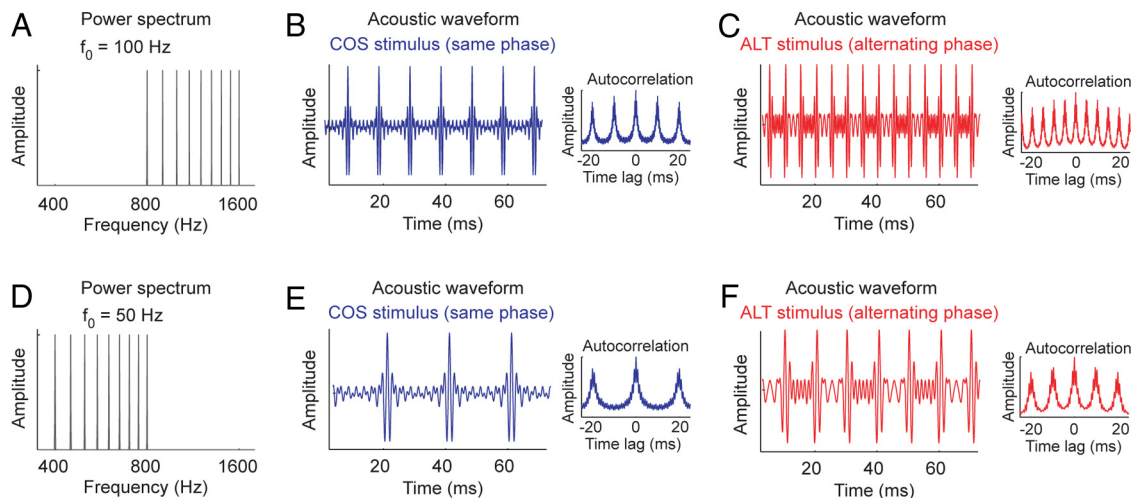 A
Power spectrum
f0 = 100 Hz
Amplitude
400
800
1600
Frequency (Hz)
B
Acoustic waveform
COS stimulus (same phase)
Amplitude
20
40
60
Time (ms)
Autocorrelation
Amplitude
-20
0
20
Time lag (ms)
C
Acoustic waveform
ALT stimulus (alternating phase)
Amplitude
20
40
60
Time (ms)
Autocorrelation
Amplitude
-20
0
20
Time lag (ms)
D
Power spectrum
f0 = 50 Hz
Amplitude
400
800
1600
Frequency (Hz)
E
Acoustic waveform
COS stimulus (same phase)
Amplitude
20
40
60
Time (ms)
Autocorrelation
Amplitude
-20
0
20
Time lag (ms)
F
Acoustic waveform
ALT stimulus (alternating phase)
Amplitude
20
40
60
Time (ms)
Autocorrelation
Amplitude
-20
0
20
Time lag (ms)